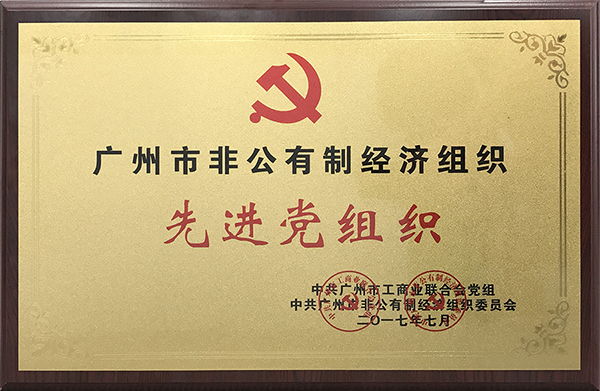 广州市非公有制经济组织
先进党组织
中共广州市工商业联合会党组
中共广州市非公有制经济组织委员会
二〇一七年七月